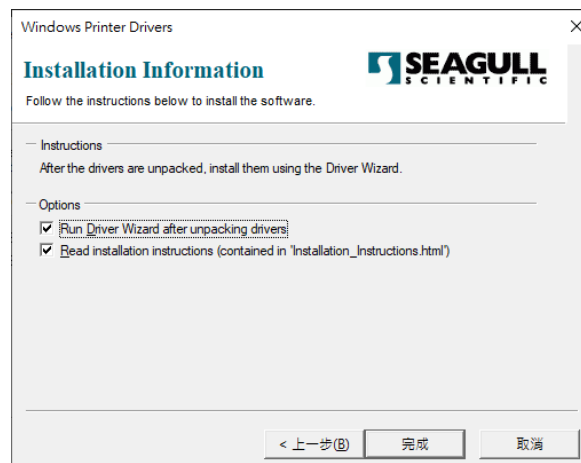 Windows Printer Drivers
Installation Information
SEAGULL
SCIENTIFIC
Follow the instructions below to install the software.
Instructions
After the drivers are unpacked, install them using the Driver Wizard.
Options
Run Driver Wizard after unpacking drivers
Read installation instructions (contained in 'Installation_Instructions.html')
< 上一步(B)
完成
取消